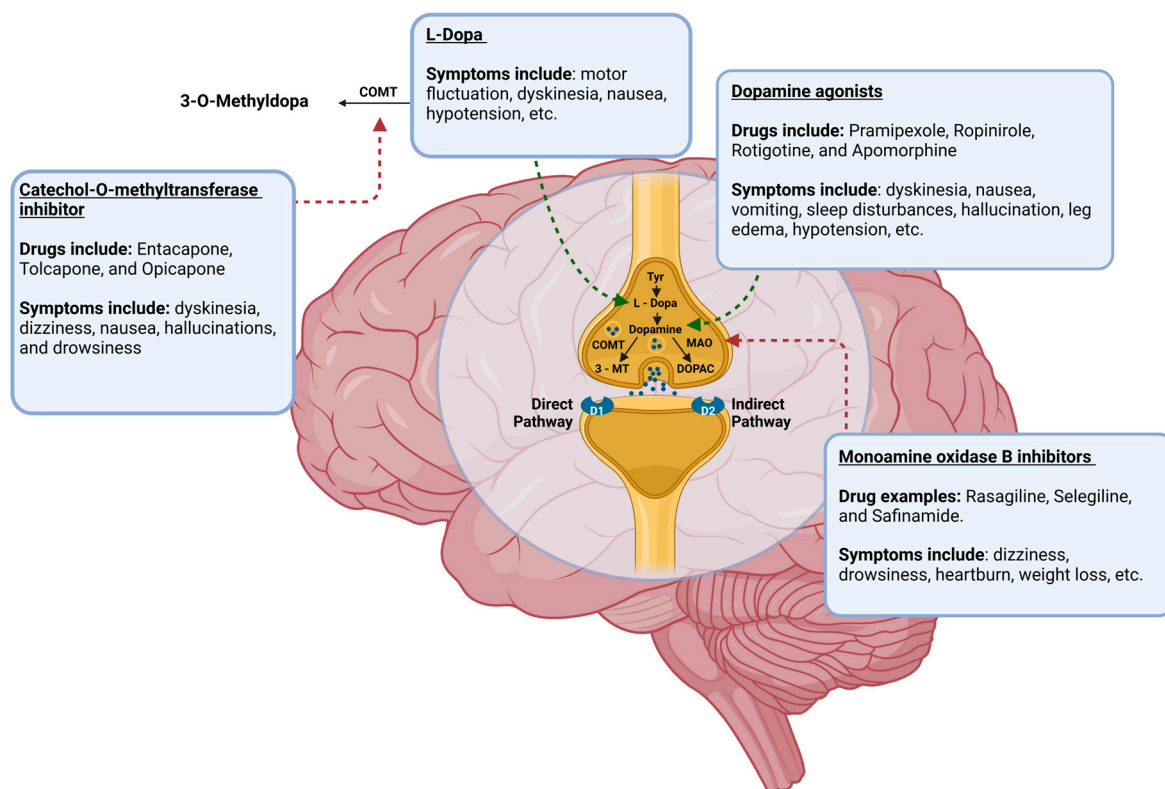 L-Dopa
Symptoms include: motor
fluctuation, dyskinesia, nausea,
hypotension, etc.
COMT
3-O-Methyldopa
Dopamine agonists
Drugs include: Pramipexole, Ropinirole,
Rotigotine, and Apomorphine
Symptoms include: dyskinesia, nausea,
vomiting, sleep disturbances, hallucination, leg
edema, hypotension, etc.
Catechol-O-methyltransferase
inhibitor
Drugs include: Entacapone,
Tolcapone, and Opicapone
Symptoms include: dyskinesia,
dizziness, nausea, hallucinations,
and drowsiness
Tyr
L - Dopa
Dopamine
COMT
MAO
3 - MT
DOPAC
Direct
Pathway
D1
D2
Indirect
Pathway
Monoamine oxidase B inhibitors
Drug examples: Rasagiline, Selegiline,
and Safinamide.
Symptoms include: dizziness,
drowsiness, heartburn, weight loss, etc.